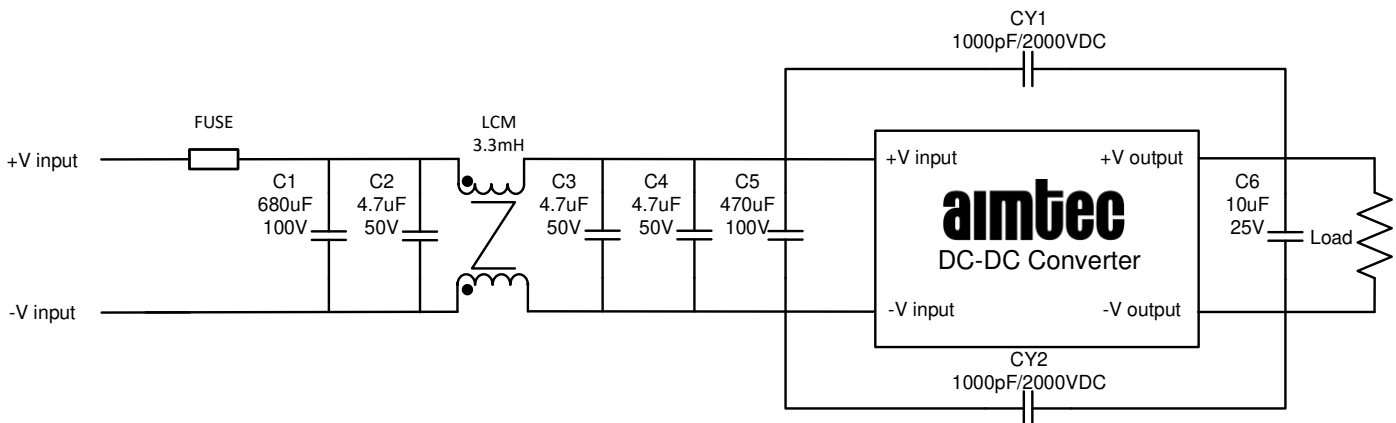 CY1
1000pF/2000VDC
FUSE
LCM
3.3mH
+V input
C1
680uF
100V
C2
4.7uF
50V
C3
4.7uF
50V
C4
4.7uF
50V
C5
470uF
100V
+V input
+V output
aimtec
DC-DC Converter
C6
10uF
25V
Load
-V input
-V input
-V output
CY2
1000pF/2000VDC